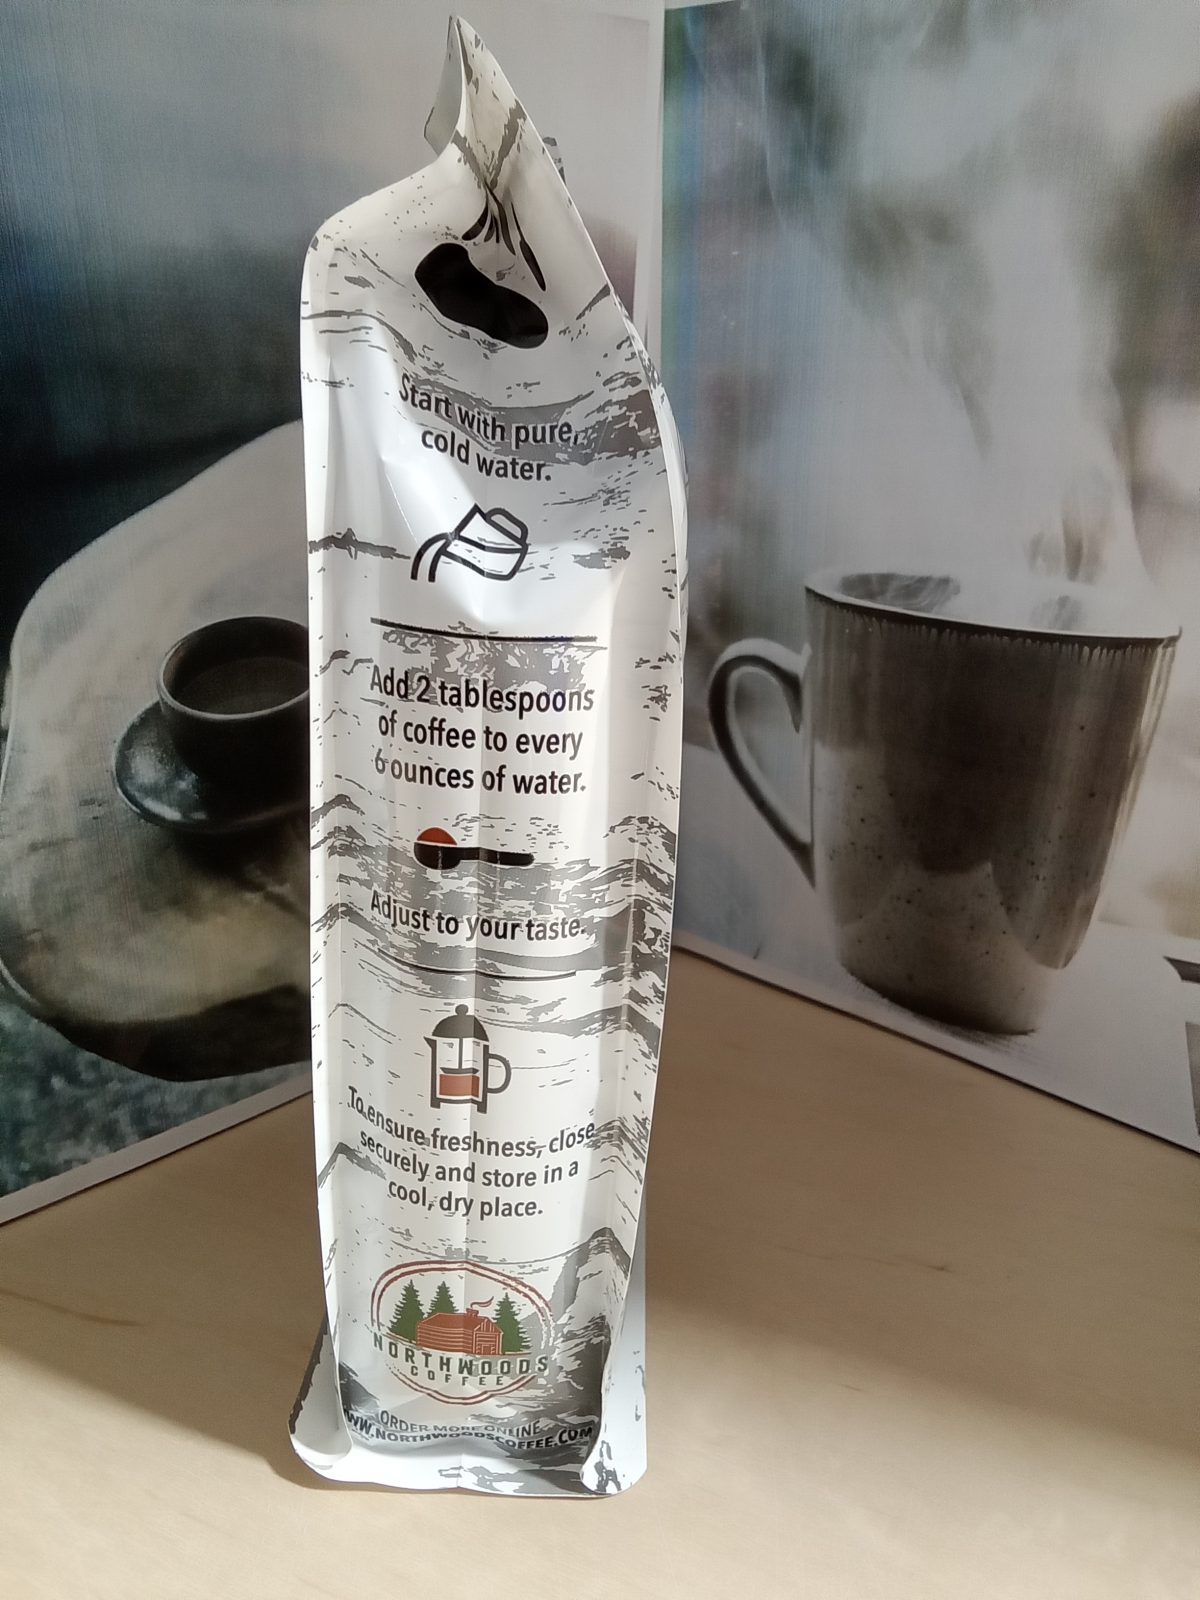 Start with pure,
cold water.
Add 2 tablespoons
of coffee to every
6 ounces of water.
Adjust to your taste.
To ensure freshness, close
securely and store in a
cool, dry place.
NORTHWOODS
COFFEE
ORDER MORE ONLINE
WWW.NORTHWOODSCOFFEE.COM